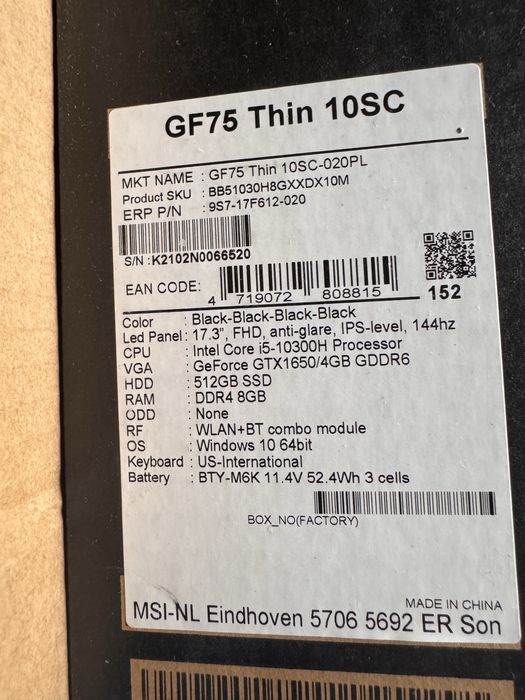 GF75 Thin 10SC
MKT NAME : GF75 Thin 10SC-020PL
Product SKU : BB51030H8GXXDX10M
ERP P/N : 9S7-17F612-020
S/N :K2102N0066520
EAN CODE:
4 719072 808815
152
Color : Black-Black-Black-Black
Led Panel : 17.3", FHD, anti-glare, IPS-level, 144hz
CPU : Intel Core i5-10300H Processor
VGA : GeForce GTX1650/4GB GDDR6
HDD : 512GB SSD
RAM : DDR4 8GB
ODD : None
RF : WLAN+BT combo module
OS : Windows 10 64bit
Keyboard : US-International
Battery : BTY-M6K 11.4V 52.4Wh 3 cells
BOX_NO(FACTORY)
MADE IN CHINA
MSI-NL Eindhoven 5706 5692 ER Son